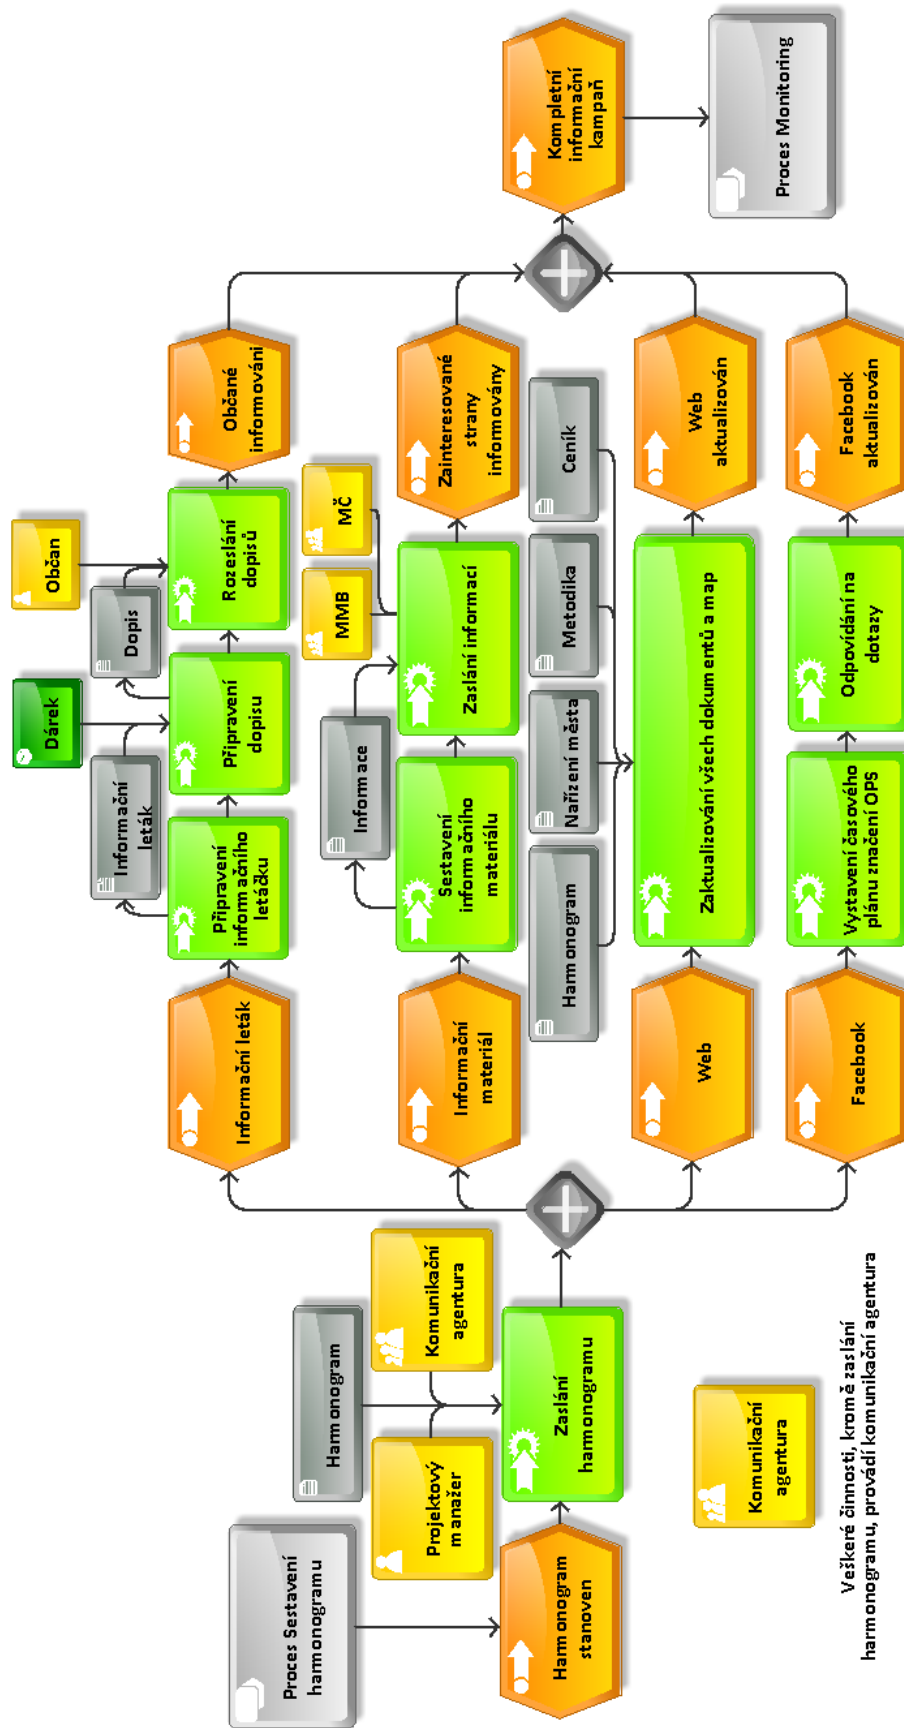 Proces Sestavení
harmonogramu
Harmonogram
stanoven
Harmonogram
Projektový
manažer
Komunikační
agentura
Zaslání
harmonogramu
Komunikační
agentura
Veškeré činnosti, kromě zaslání
harmonogramu, provádí komunikační agentura
Informační leták
Připravení
informačního
letáčku
Informační
leták
Dárek
Připravení
dopisu
Dopis
Občan
Rozeslání
dopisů
Občané
informováni
Informační
materiál
Sestavení
informačního
materiálu
Informace
MMB
MČ
Zaslání informací
Zainteresované
strany
informovány
Harmonogram
Nařízení města
Metodika
Ceník
Web
Zaktualizování všech dokumentů a map
Web
aktualizován
Facebook
Vystavení časového
plánu značení OPS
Odpovídání na
dotazy
Facebook
aktualizován
Kompletní
informační
kampaň
Proces Monitoring